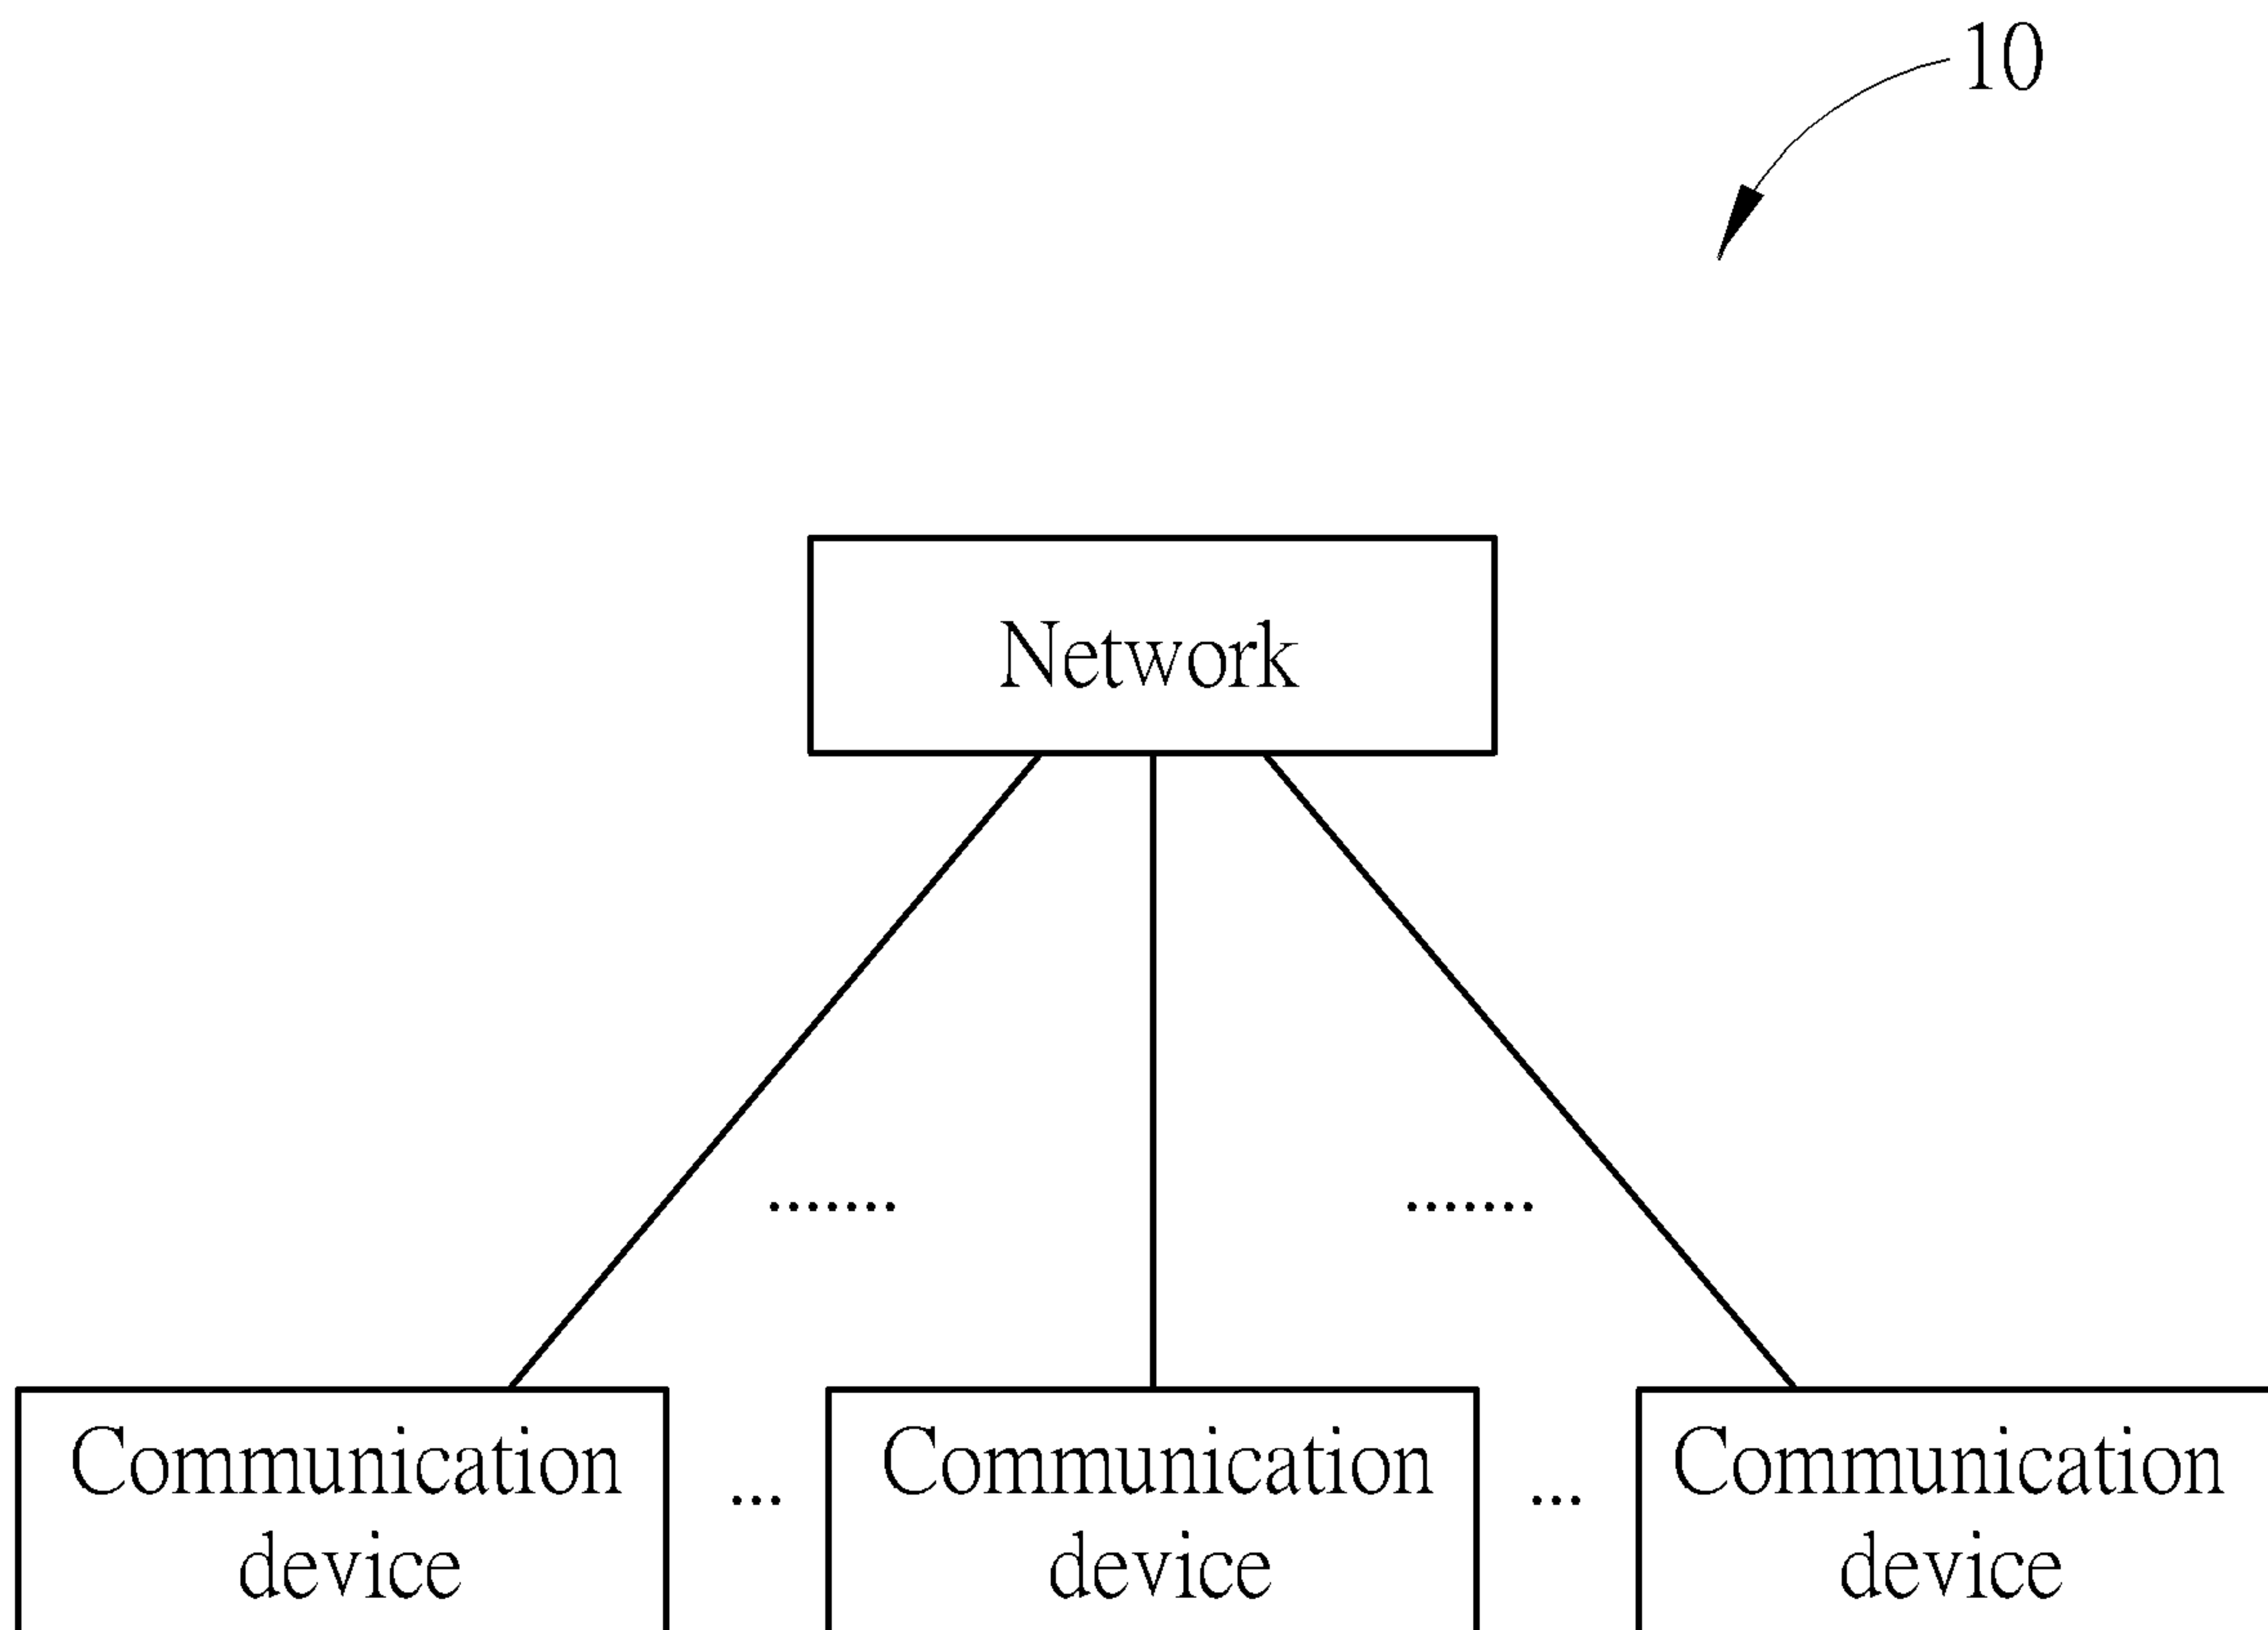 10
Network
.......    .......
Communication ... Communication ... Communication
device device device